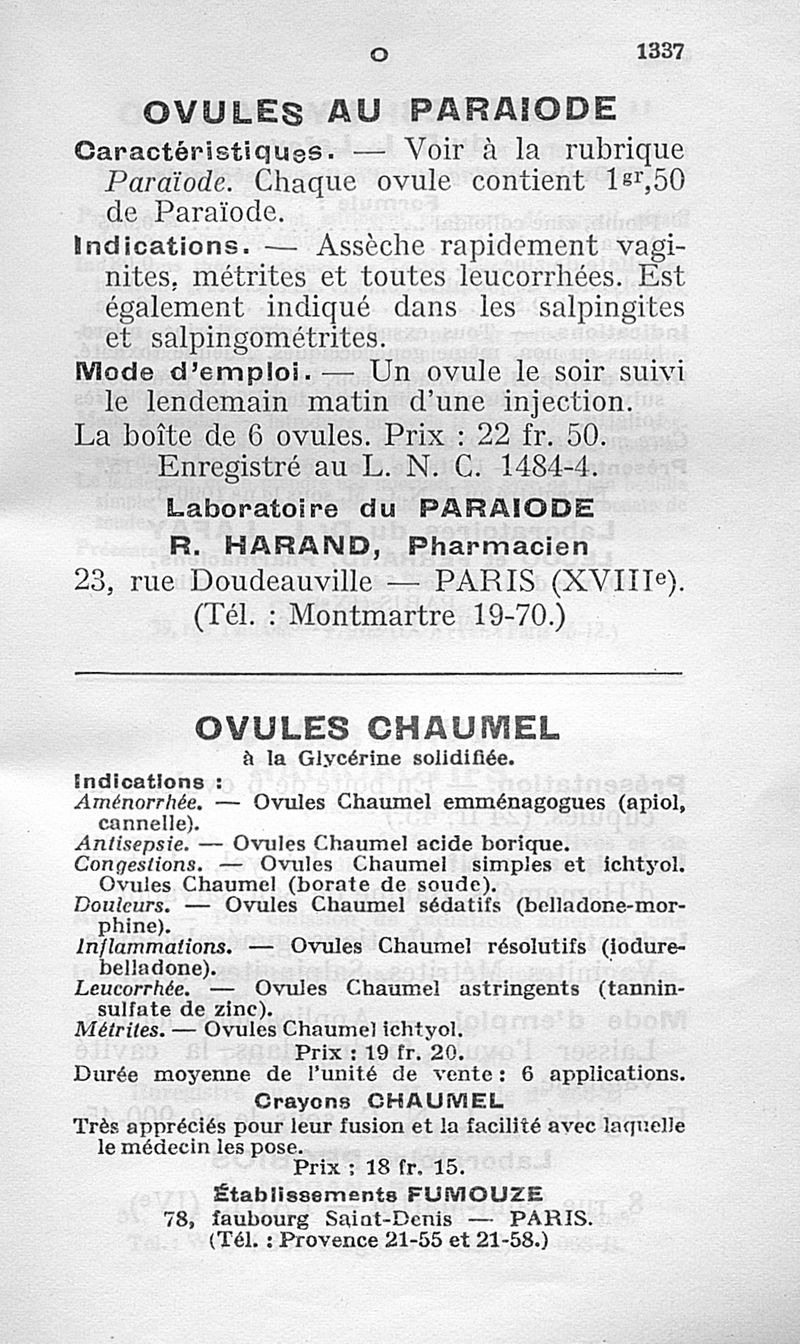 O 1337
OVULES AU PARAIODE
Caractéristiques. — Voir à la rubrique
Paraïode. Chaque ovule contient 1gr,50
de Paraïode.
Indications. — Assèche rapidement vagi-
nites, métrites et toutes leucorrhées. Est
également indiqué dans les salpingites
et salpingométrites.
Mode d'emploi. — Un ovule le soir suivi
le lendemain matin d'une injection.
La boîte de 6 ovules. Prix : 22 fr. 50.
Enregistré au L. N. C. 1484-4.
Laboratoire du PARAIODE
R. HARAND, Pharmacien
23, rue Doudeauville — PARIS (XVIIIe).
(Tél. : Montmartre 19-70.)
OVULES CHAUMEL
à la Glycérine solidifiée.
Indications :
Aménorrhée. — Ovules Chaumel emménagogues (apiol,
cannelle).
Antisepsie. — Ovules Chaumel acide borique.
Congestions. — Ovules Chaumel simples et ichtyol.
Ovules Chaumel (borate de soude).
Douleurs. — Ovules Chaumel sédatifs (belladone-mor-
phine).
Inflammations. — Ovules Chaumel résolutifs (iodure-
belladone).
Leucorrhée. — Ovules Chaumel astringents (tannin-
sulfate de zinc).
Métrites. — Ovules Chaumel ichtyol.
Prix : 19 fr. 20.
Durée moyenne de l'unité de vente : 6 applications.
Crayons CHAUMEL
Très appréciés pour leur fusion et la facilité avec laquelle
le médecin les pose.
Prix : 18 fr. 15.
Établissements FUMOUZE
78, faubourg Saint-Denis — PARIS.
(Tél. : Provence 21-55 et 21-58.)